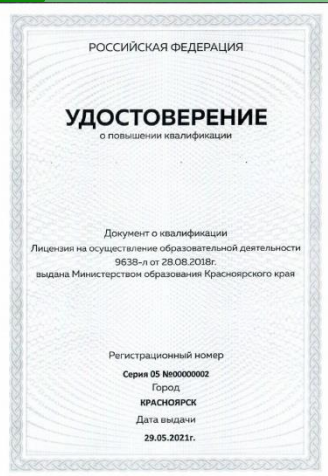 РОССИЙСКАЯ ФЕДЕРАЦИЯ
УДОСТОВЕРЕНИЕ
о повышении квалификации
Документ о квалификации
Лицензия на осуществление образовательной деятельности
9638-л от 28.08.2018г.
выдана Министерством образования Красноярского края
Регистрационный номер
Серия 05 №00000002
Город
КРАСНОЯРСК
Дата выдачи
29.05.2021г.